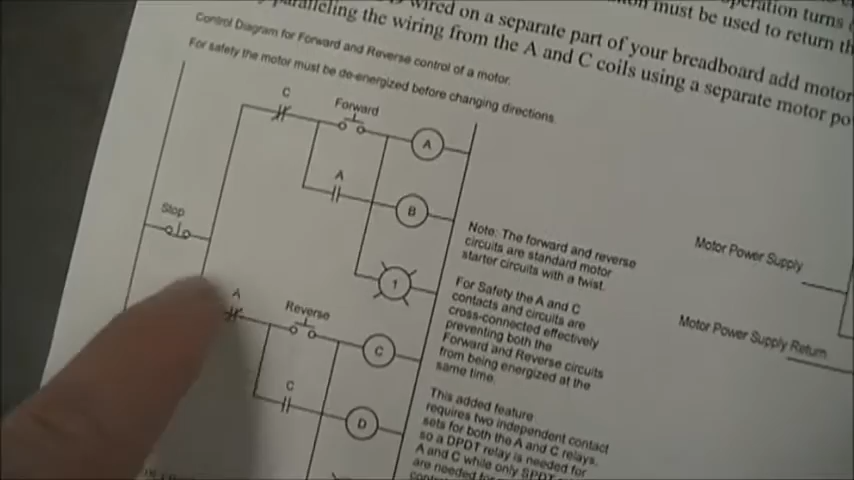 wired on a separate part of your breadboard add motor
paralleling the wiring from the A and C coils using a separate motor po
must be used to return th
operation turns
Control Diagram for Forward and Reverse control of a motor.
For safety the motor must be de-energized before changing directions.
C
Forward
A
A
B
Stop
1
A
Reverse
C
C
D
Note: The forward and reverse
circuits are standard motor
starter circuits with a twist.
For Safety the A and C
contacts and circuits are
cross-connected effectively
preventing both the
Forward and Reverse circuits
from being energized at the
same time.
This added feature
requires two independent contact
sets for both the A and C relays,
so a DPDT relay is needed for
A and C while only SPDT
are needed for
Motor Power Supply
Motor Power Supply Return